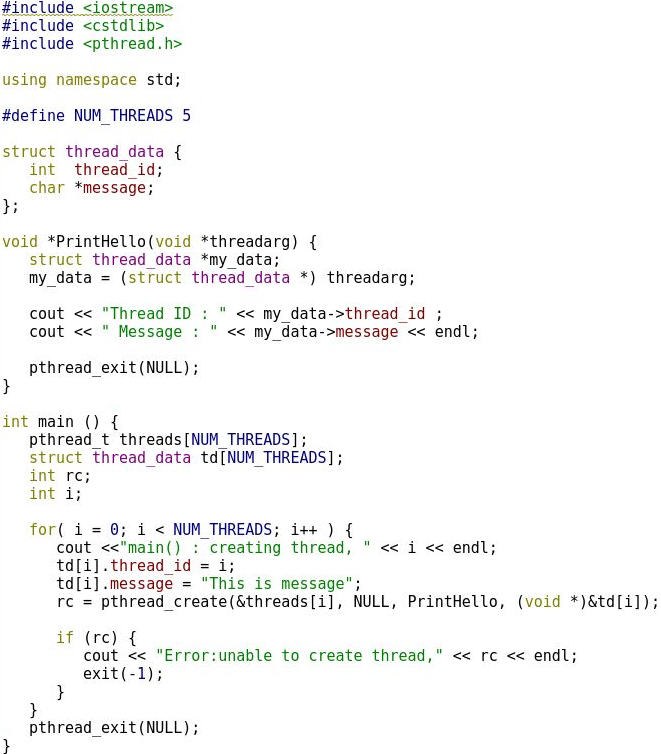 #include <iostream>
#include <cstdlib>
#include <pthread.h>

using namespace std;

#define NUM_THREADS 5

struct thread_data {
   int  thread_id;
   char *message;
};

void *PrintHello(void *threadarg) {
   struct thread_data *my_data;
   my_data = (struct thread_data *) threadarg;

   cout << "Thread ID : " << my_data->thread_id ;
   cout << " Message : " << my_data->message << endl;

   pthread_exit(NULL);
}

int main () {
   pthread_t threads[NUM_THREADS];
   struct thread_data td[NUM_THREADS];
   int rc;
   int i;

   for( i = 0; i < NUM_THREADS; i++ ) {
      cout <<"main() : creating thread, " << i << endl;
      td[i].thread_id = i;
      td[i].message = "This is message";
      rc = pthread_create(&threads[i], NULL, PrintHello, (void *)&td[i]);

      if (rc) {
         cout << "Error:unable to create thread," << rc << endl;
         exit(-1);
      }
   }
   pthread_exit(NULL);
}